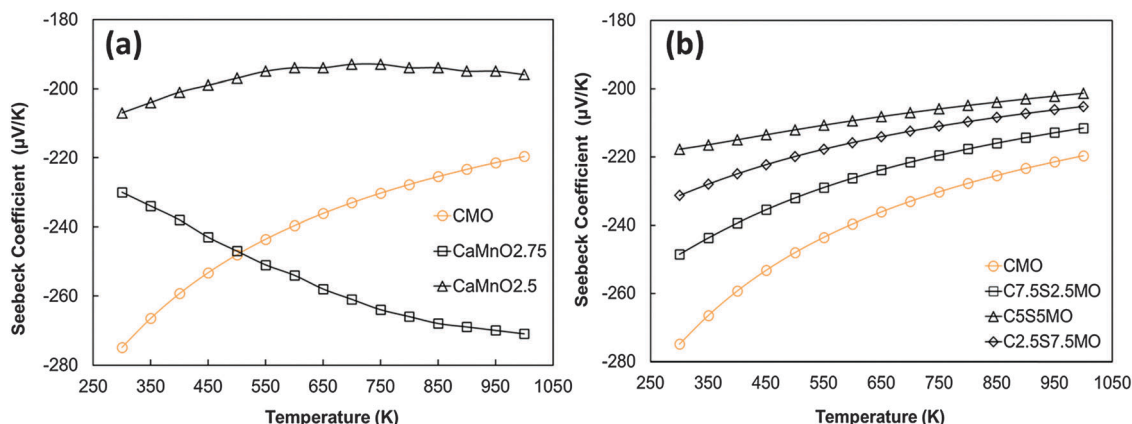 (a)
Seebeck Coefficient (µV/K)
-180
-200
-220
-240
-260
-280
250
350
450
550
650
750
850
950
1050
Temperature (K)
CMO
CaMnO2.75
CaMnO2.5
(b)
Seebeck Coefficient (µV/K)
-180
-200
-220
-240
-260
-280
250
350
450
550
650
750
850
950
1050
Temperature (K)
CMO
C7.5S2.5MO
C5S5MO
C2.5S7.5MO